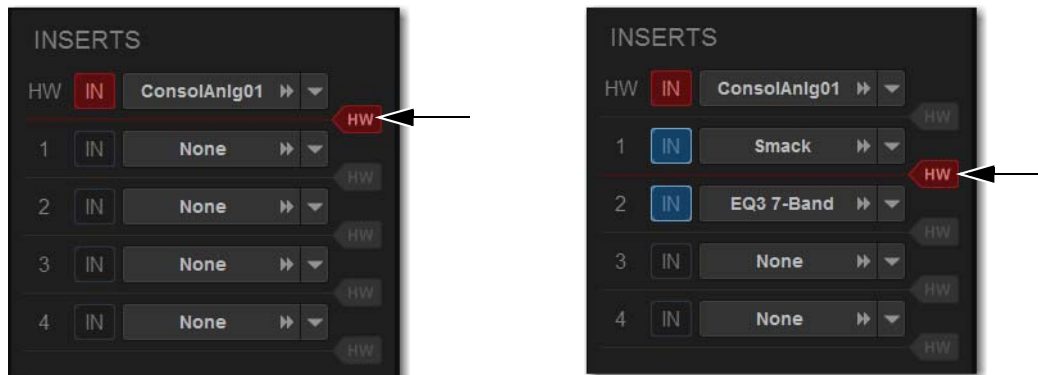 INSERTS
HW IN ConsolAnlg01
HW
1 IN None
HW
2 IN None
HW
3 IN None
HW
4 IN None
HW
INSERTS
HW IN ConsolAnlg01
HW
1 IN Smack
HW
2 IN EQ3 7-Band
HW
3 IN None
HW
4 IN None
HW